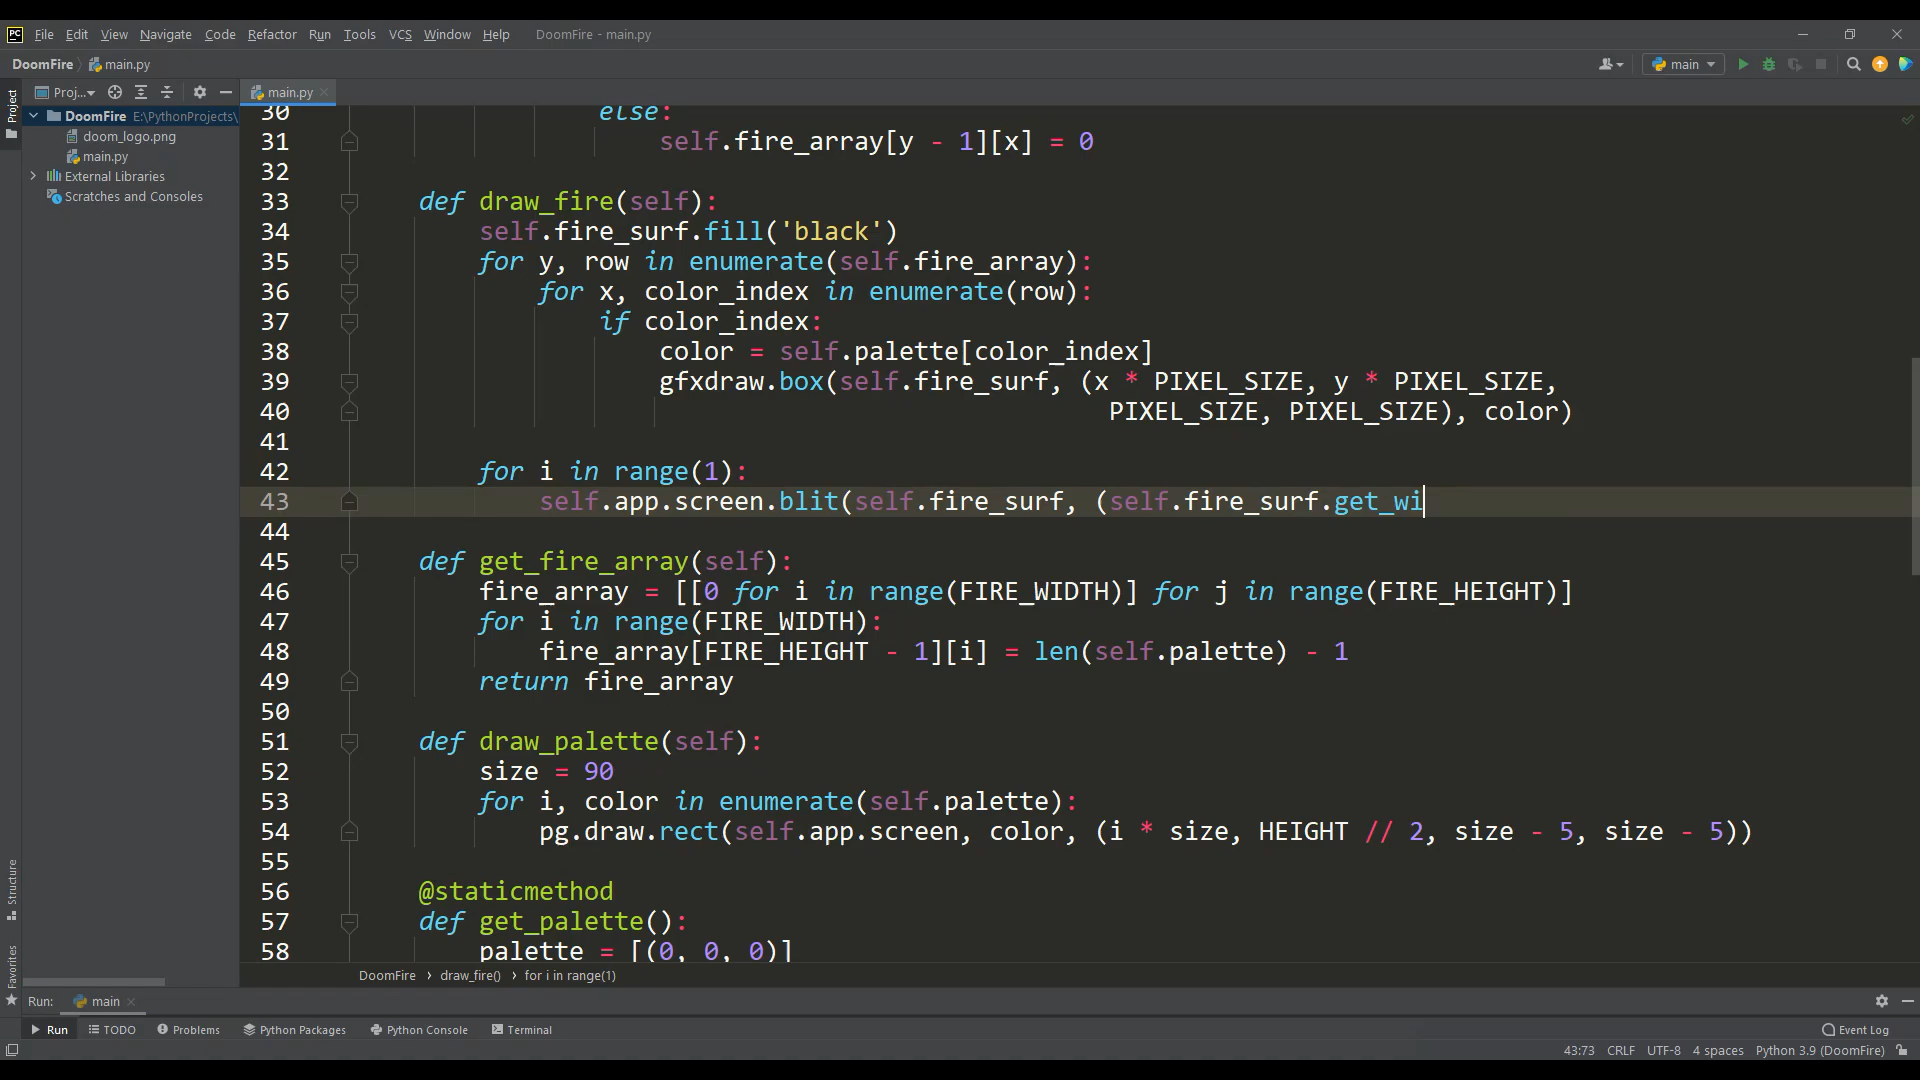 PC File Edit View Navigate Code Refactor Run Tools VCS Window Help DoomFire - main.py
DoomFire main.py main
Project Proj... main.py
DoomFire E:\PythonProjects\
doom_logo.png
main.py
External Libraries
Scratches and Consoles
30 else:
31 self.fire_array[y - 1][x] = 0
32
33 def draw_fire(self):
34 self.fire_surf.fill('black')
35 for y, row in enumerate(self.fire_array):
36 for x, color_index in enumerate(row):
37 if color_index:
38 color = self.palette[color_index]
39 gfxdraw.box(self.fire_surf, (x * PIXEL_SIZE, y * PIXEL_SIZE,
40 PIXEL_SIZE, PIXEL_SIZE), color)
41
42 for i in range(1):
43 self.app.screen.blit(self.fire_surf, (self.fire_surf.get_wi
44
45 def get_fire_array(self):
46 fire_array = [[0 for i in range(FIRE_WIDTH)] for j in range(FIRE_HEIGHT)]
47 for i in range(FIRE_WIDTH):
48 fire_array[FIRE_HEIGHT - 1][i] = len(self.palette) - 1
49 return fire_array
50
51 def draw_palette(self):
52 size = 90
53 for i, color in enumerate(self.palette):
54 pg.draw.rect(self.app.screen, color, (i * size, HEIGHT // 2, size - 5, size - 5))
55
56 @staticmethod
57 def get_palette():
58 palette = [(0, 0, 0)]
Structure
Favorites
DoomFire draw_fire() for i in range(1)
Run: main
Run TODO Problems Python Packages Python Console Terminal Event Log
43:73 CRLF UTF-8 4 spaces Python 3.9 (DoomFire)